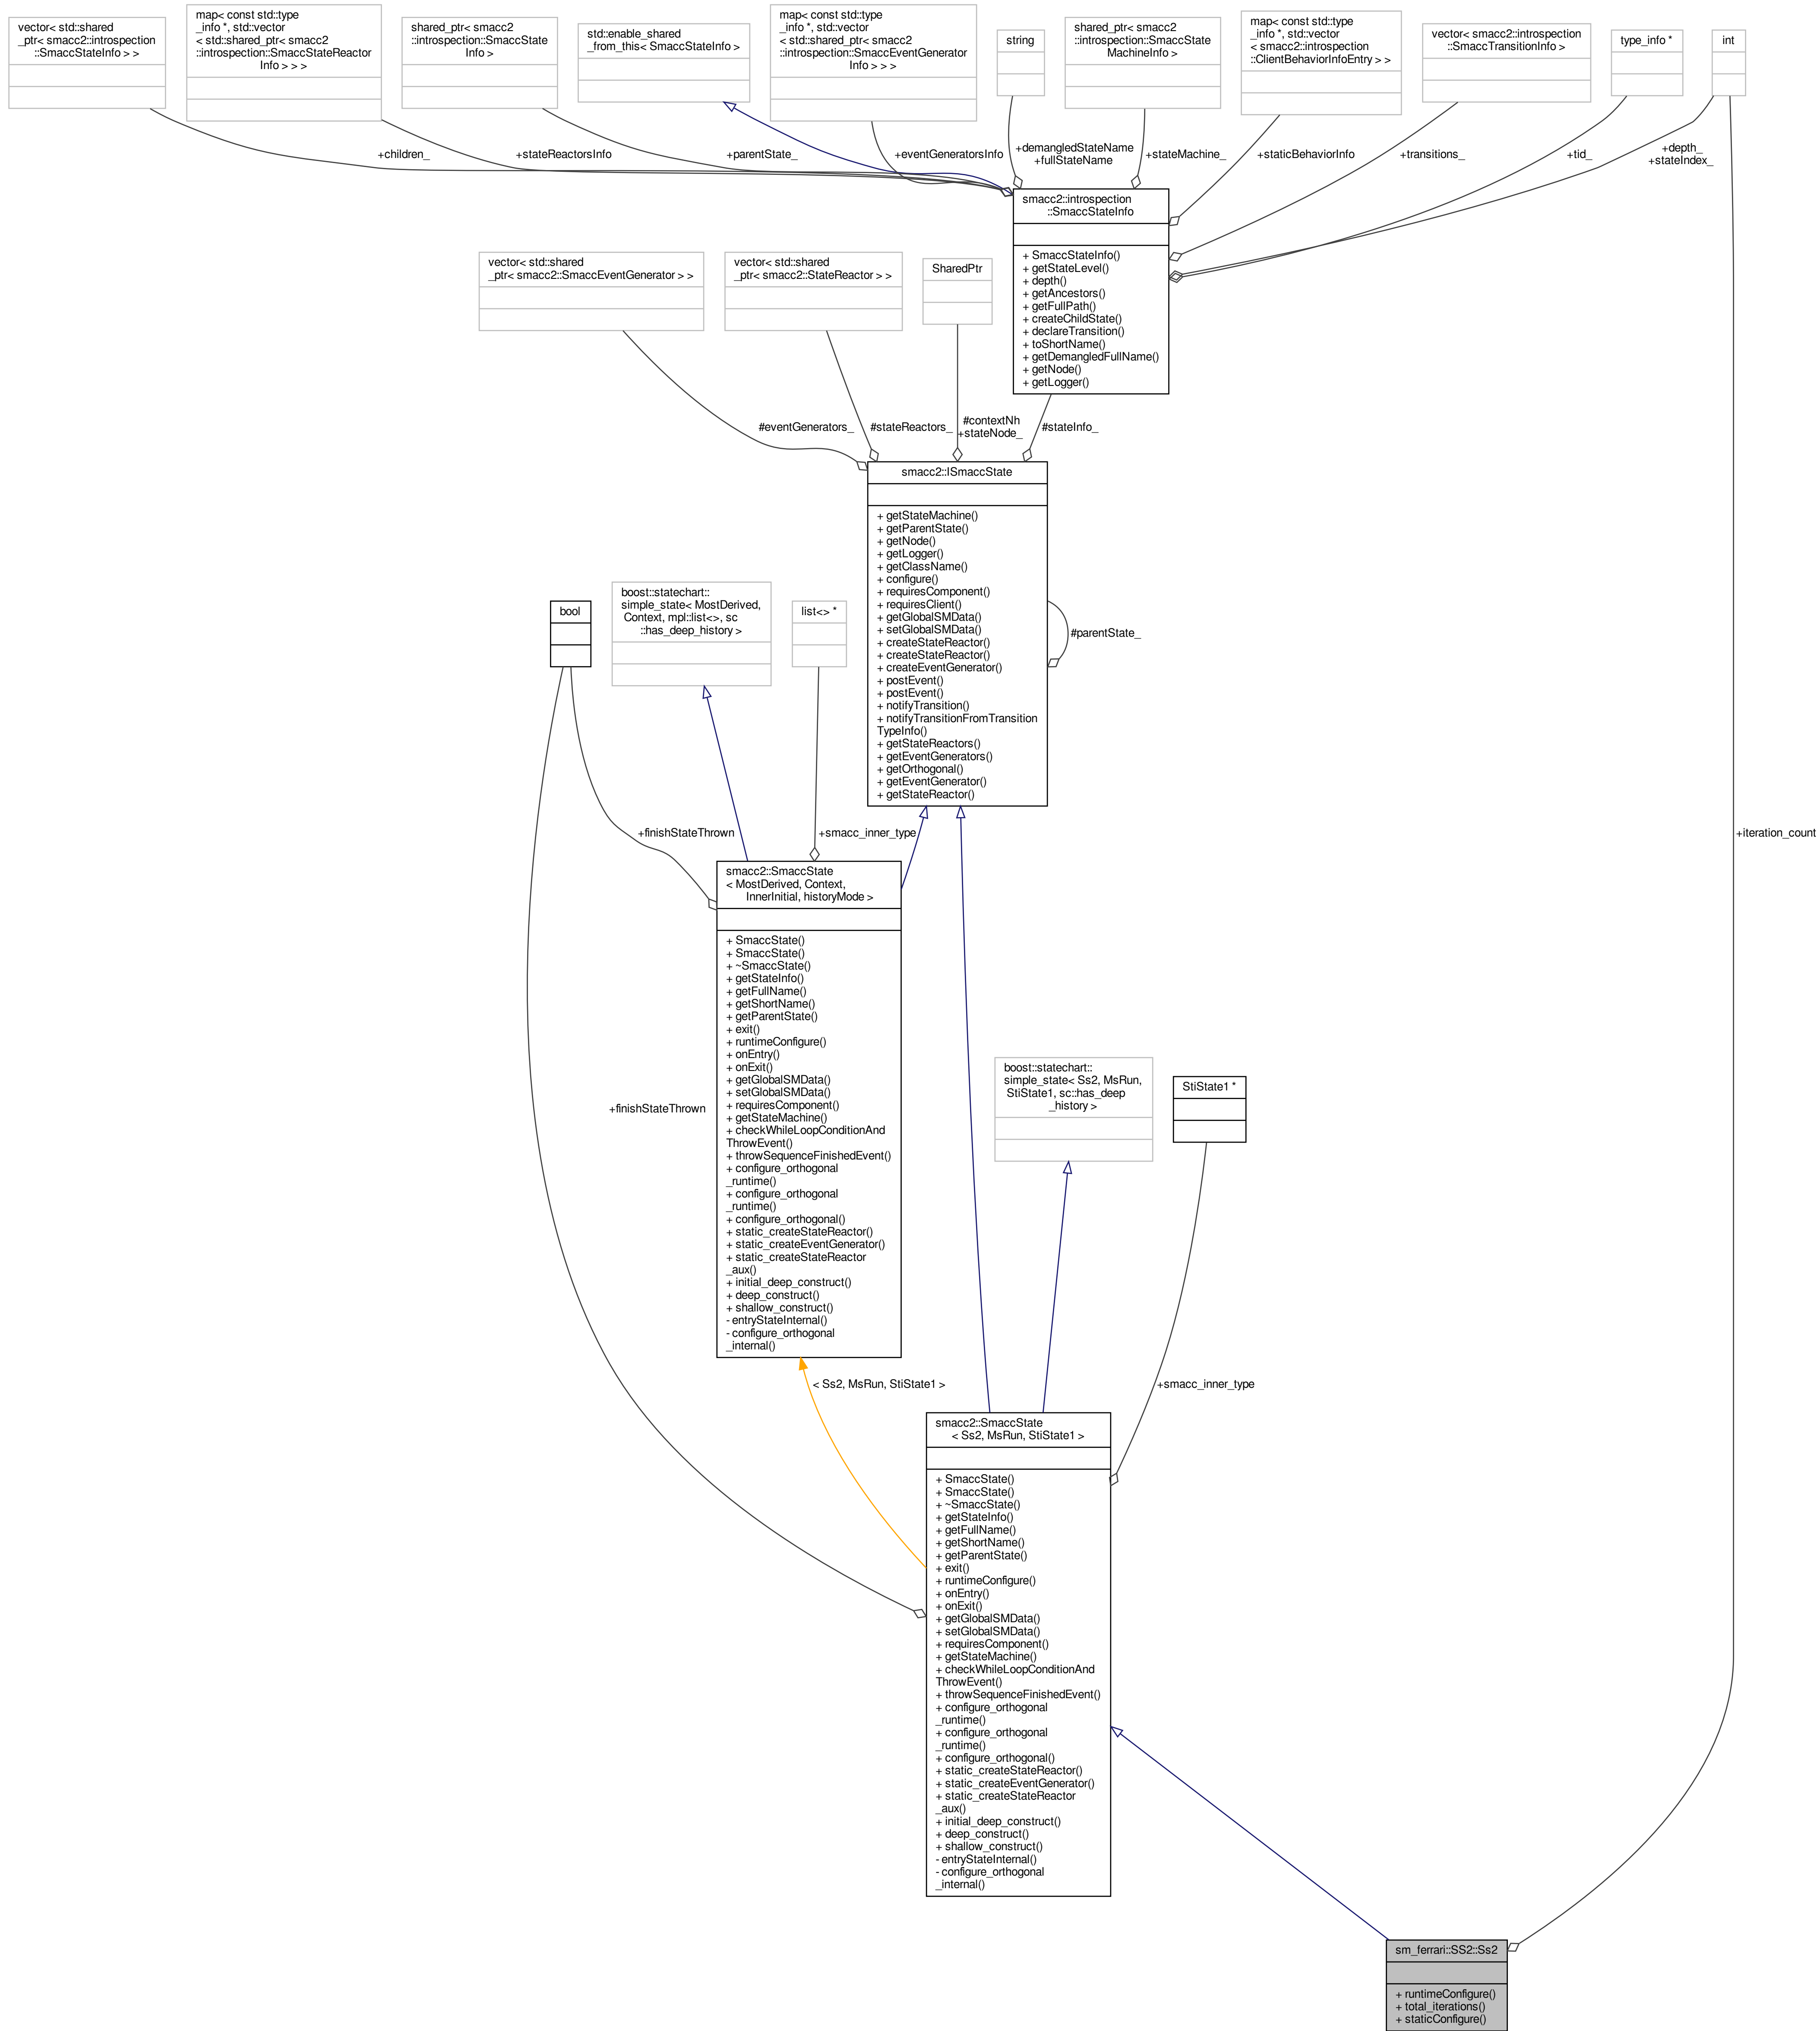 vector< std::shared
_ptr< smacc2::introspection
::SmaccStateInfo > >
map< const std::type
_info *, std::vector
< std::shared_ptr< smacc2
::introspection::SmaccStateReactor
Info > > >
shared_ptr< smacc2
::introspection::SmaccState
Info >
std::enable_shared
_from_this< SmaccStateInfo >
map< const std::type
_info *, std::vector
< std::shared_ptr< smacc2
::introspection::SmaccEventGenerator
Info > > >
string
shared_ptr< smacc2
::introspection::SmaccState
MachineInfo >
map< const std::type
_info *, std::vector
< smacc2::introspection
::ClientBehaviorInfoEntry > >
vector< smacc2::introspection
::SmaccTransitionInfo >
type_info *
int
+children_
+stateReactorsInfo
+parentState_
+eventGeneratorsInfo
+demangledStateName
+fullStateName
+stateMachine_
+staticBehaviorInfo
+transitions_
+tid_
+depth_
+stateIndex_
smacc2::introspection
::SmaccStateInfo
+ SmaccStateInfo()
+ getStateLevel()
+ depth()
+ getAncestors()
+ getFullPath()
+ createChildState()
+ declareTransition()
+ toShortName()
+ getDemangledFullName()
+ getNode()
+ getLogger()
vector< std::shared
_ptr< smacc2::SmaccEventGenerator > >
vector< std::shared
_ptr< smacc2::StateReactor > >
SharedPtr
#eventGenerators_
#stateReactors_
#contextNh
+stateNode_
#stateInfo_
smacc2::ISmaccState
+ getStateMachine()
+ getParentState()
+ getNode()
+ getLogger()
+ getClassName()
+ configure()
+ requiresComponent()
+ requiresClient()
+ getGlobalSMData()
+ setGlobalSMData()
+ createStateReactor()
+ createStateReactor()
+ createEventGenerator()
+ postEvent()
+ postEvent()
+ notifyTransition()
+ notifyTransitionFromTransition
TypeInfo()
+ getStateReactors()
+ getEventGenerators()
+ getOrthogonal()
+ getEventGenerator()
+ getStateReactor()
#parentState_
bool
boost::statechart::
simple_state< MostDerived,
Context, mpl::list<>, sc
::has_deep_history >
list<> *
+finishStateThrown
+smacc_inner_type
+iteration_count
smacc2::SmaccState
< MostDerived, Context,
InnerInitial, historyMode >
+ SmaccState()
+ SmaccState()
+ ~SmaccState()
+ getStateInfo()
+ getFullName()
+ getShortName()
+ getParentState()
+ exit()
+ runtimeConfigure()
+ onEntry()
+ onExit()
+ getGlobalSMData()
+ setGlobalSMData()
+ requiresComponent()
+ getStateMachine()
+ checkWhileLoopConditionAnd
ThrowEvent()
+ throwSequenceFinishedEvent()
+ configure_orthogonal
_runtime()
+ configure_orthogonal
_runtime()
+ configure_orthogonal()
+ static_createStateReactor()
+ static_createEventGenerator()
+ static_createStateReactor
_aux()
+ initial_deep_construct()
+ deep_construct()
+ shallow_construct()
- entryStateInternal()
- configure_orthogonal
_internal()
+finishStateThrown
boost::statechart::
simple_state< Ss2, MsRun,
StiState1, sc::has_deep
_history >
StiState1 *
< Ss2, MsRun, StiState1 >
+smacc_inner_type
smacc2::SmaccState
< Ss2, MsRun, StiState1 >
+ SmaccState()
+ SmaccState()
+ ~SmaccState()
+ getStateInfo()
+ getFullName()
+ getShortName()
+ getParentState()
+ exit()
+ runtimeConfigure()
+ onEntry()
+ onExit()
+ getGlobalSMData()
+ setGlobalSMData()
+ requiresComponent()
+ getStateMachine()
+ checkWhileLoopConditionAnd
ThrowEvent()
+ throwSequenceFinishedEvent()
+ configure_orthogonal
_runtime()
+ configure_orthogonal
_runtime()
+ configure_orthogonal()
+ static_createStateReactor()
+ static_createEventGenerator()
+ static_createStateReactor
_aux()
+ initial_deep_construct()
+ deep_construct()
+ shallow_construct()
- entryStateInternal()
- configure_orthogonal
_internal()
sm_ferrari::SS2::Ss2
+ runtimeConfigure()
+ total_iterations()
+ staticConfigure()